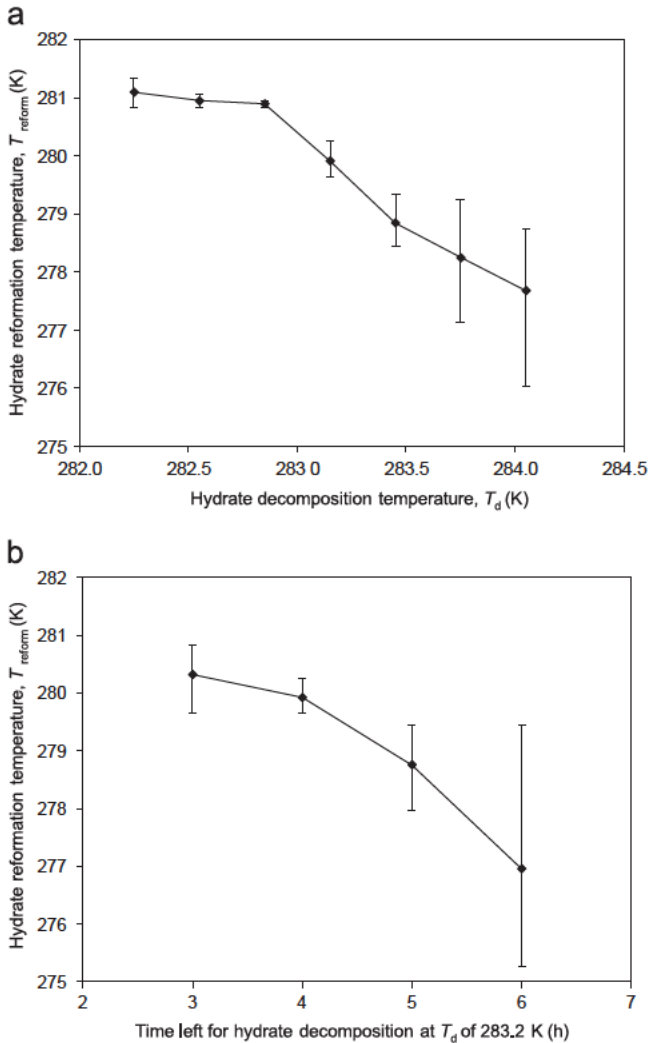 a
282
281
280
279
278
277
276
275
Hydrate reformation temperature, T reform (K)
282.0 282.5 283 0 283.5 284.0 284.5
Hydrate decomposition temperature, Td (K)
b
282
281
280
279
278
277
276
275
Hydrate reformation temperature, T reform (K)
2 3 4 5 6 7
Time left for hydrate decomposition at Td of 283.2 K (h)